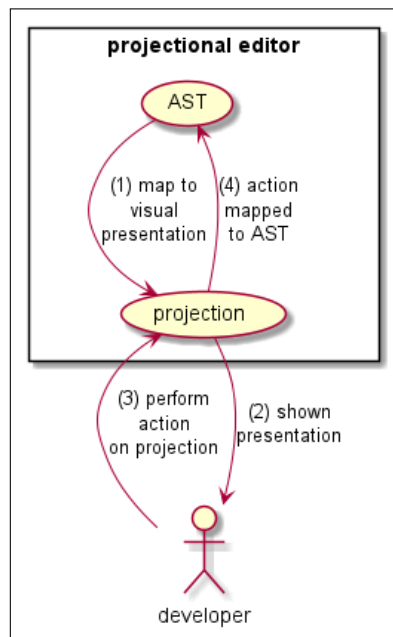 projectional editor
AST
(1) map to
visual
presentation
(4) action
mapped
to AST
projection
(3) perform
action
on projection
(2) shown
presentation
developer